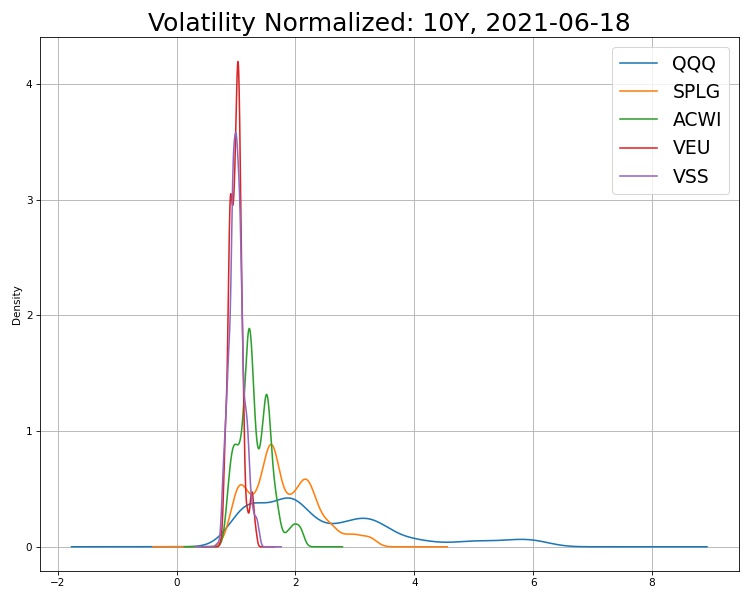 Volatility Normalized: 10Y, 2021-06-18
QQQ
SPLG
ACWI
VEU
VSS
Density
4
3
2
1
0
−2
0
2
4
6
8